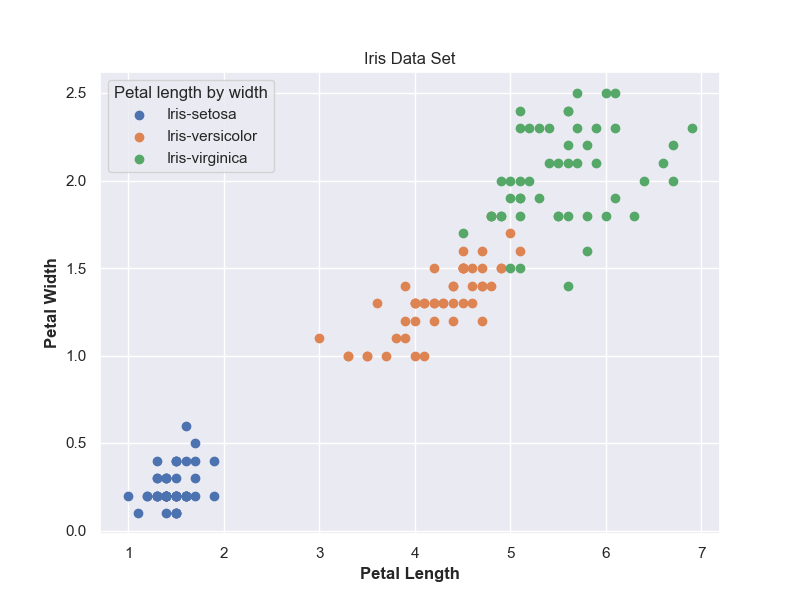 Iris Data Set
Petal length by width
Iris-setosa
Iris-versicolor
Iris-virginica
2.5
2.0
1.5
1.0
0.5
0.0
Petal Width
1 2 3 4 5 6 7
Petal Length